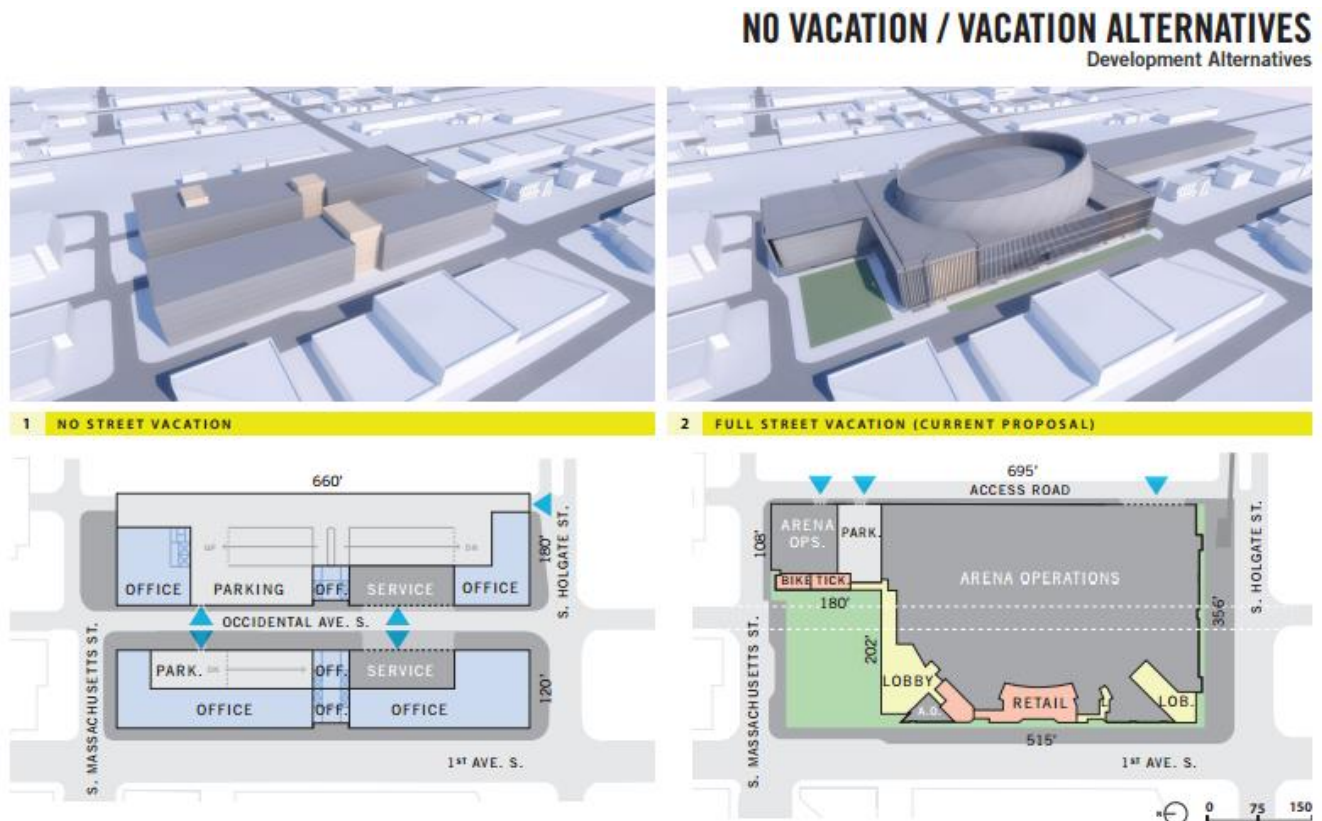 NO VACATION / VACATION ALTERNATIVES
Development Alternatives
1 NO STREET VACATION
2 FULL STREET VACATION (CURRENT PROPOSAL)
660'
180'
S. HOLGATE ST.
OFFICE PARKING OFF. SERVICE OFFICE
UP
DN
OCCIDENTAL AVE. S.
PARK. DN OFF. SERVICE
OFFICE OFF. OFFICE
120'
S. MASSACHUSETTS ST.
1ST AVE. S.
695'
ACCESS ROAD
108'
ARENA
OPS.
PARK.
ARENA OPERATIONS
BIKE TICK.
180'
202'
356'
S. HOLGATE ST.
LOBBY
A.O.
RETAIL
LOB.
515'
S. MASSACHUSETTS ST.
1ST AVE. S.
N
0 75 150